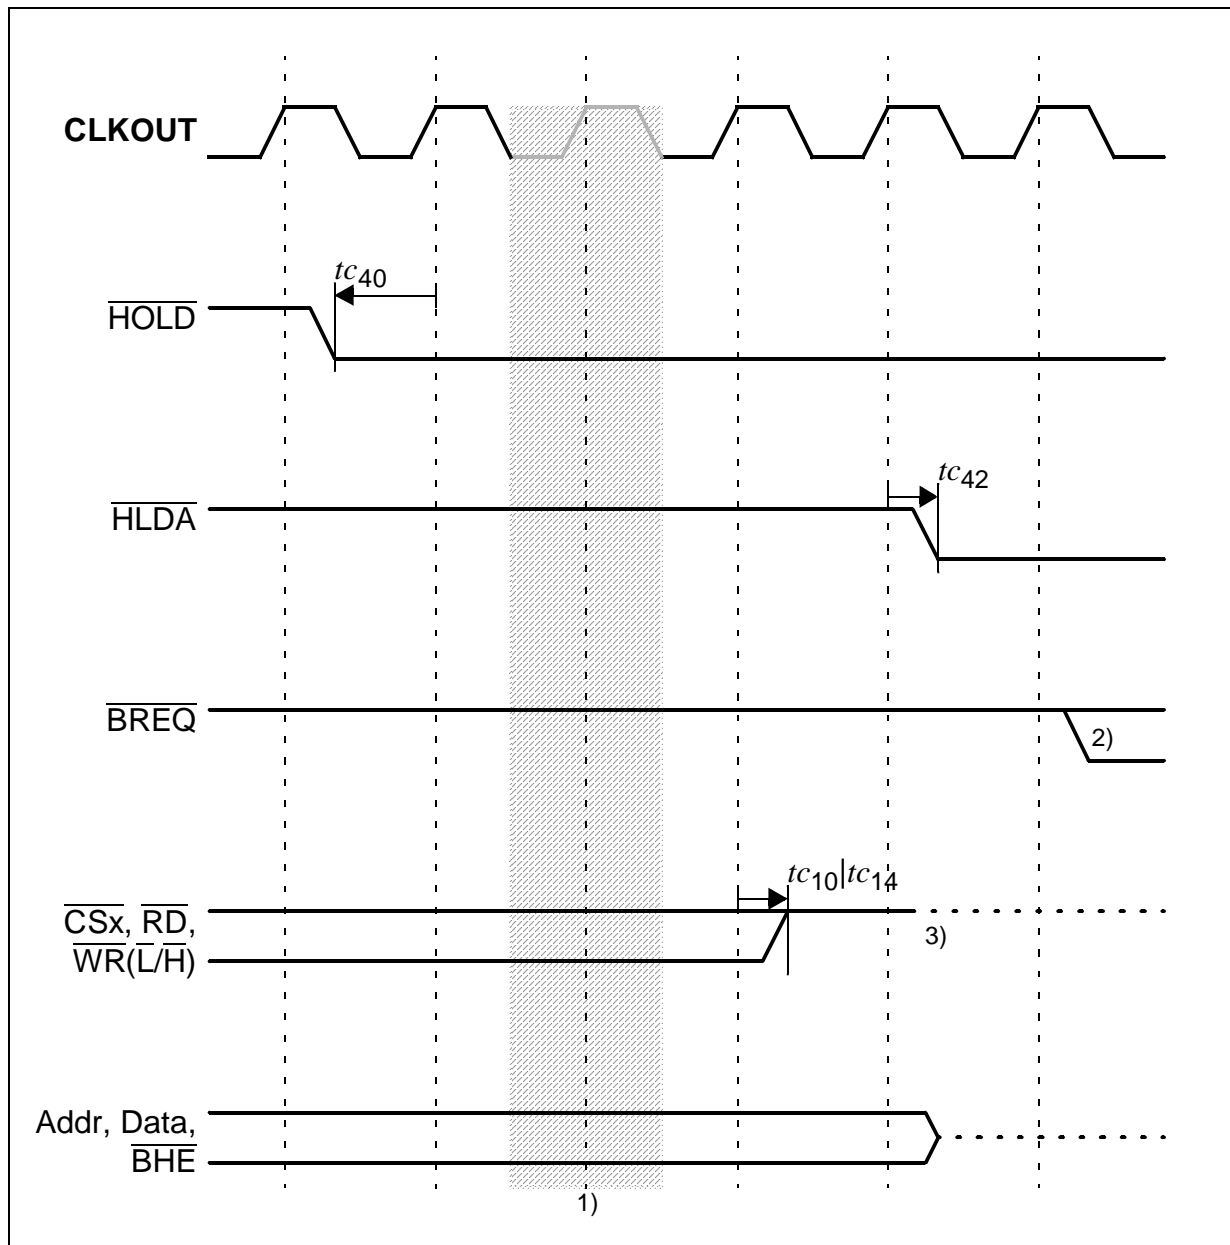 CLKOUT
tc40
HOLD
tc42
HLDA
BREQ
2)
tc10|tc14
CSx, RD,
WR(L/H)
3)
Addr, Data,
BHE
1)